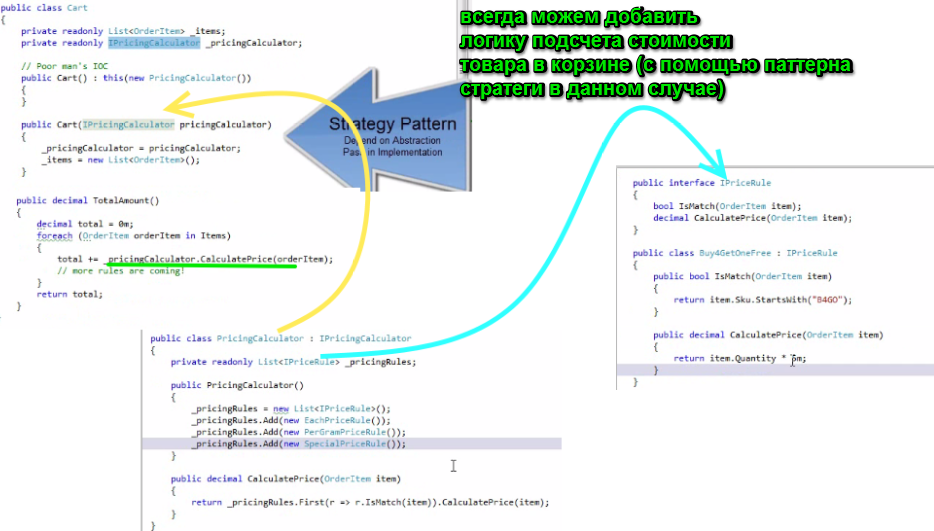 public class Cart
{
private readonly List<OrderItem> _items;
private readonly IPricingCalculator _pricingCalculator;
// Poor man's IOC
public Cart() : this(new PricingCalculator())
{
}
public Cart(IPricingCalculator pricingCalculator)
{
_pricingCalculator = pricingCalculator;
_items = new List<OrderItem>();
}
public decimal TotalAmount()
{
decimal total = 0m;
foreach (OrderItem orderItem in Items)
{
total += _pricingCalculator.CalculatePrice(orderItem);
// more rules are coming!
}
return total;
}
Strategy Pattern
Depend on Abstraction
Pass in Implementation
всегда можем добавить
логику подсчета стоимости
товара в корзине (с помощью паттерна
стратеги в данном случае)
public class PricingCalculator : IPricingCalculator
{
private readonly List<IPriceRule> _pricingRules;
public PricingCalculator()
{
_pricingRules = new List<IPriceRule>();
_pricingRules.Add(new EachPriceRule());
_pricingRules.Add(new PerGramPriceRule());
_pricingRules.Add(new SpecialPriceRule());
}
public decimal CalculatePrice(OrderItem item)
{
return _pricingRules.First(r => r.IsMatch(item)).CalculatePrice(item);
}
}
public interface IPriceRule
{
bool IsMatch(OrderItem item);
decimal CalculatePrice(OrderItem item);
}
public class Buy4GetOneFree : IPriceRule
{
public bool IsMatch(OrderItem item)
{
return item.Sku.StartsWith("B4GO");
}
public decimal CalculatePrice(OrderItem item)
{
return item.Quantity *
}
}